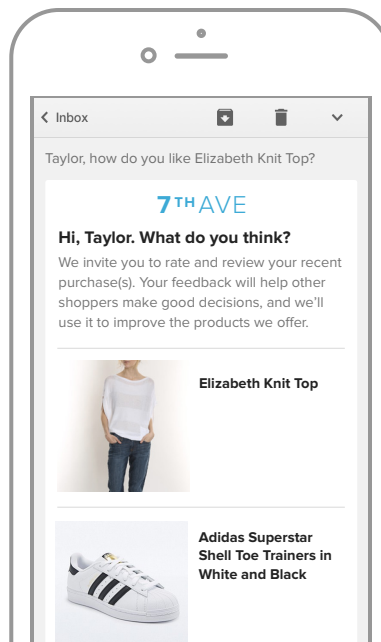 Inbox
Taylor, how do you like Elizabeth Knit Top?
7TH AVE
Hi, Taylor. What do you think?
We invite you to rate and review your recent
purchase(s). Your feedback will help other
shoppers make good decisions, and we'll
use it to improve the products we offer.
Elizabeth Knit Top
Adidas Superstar
Shell Toe Trainers in
White and Black